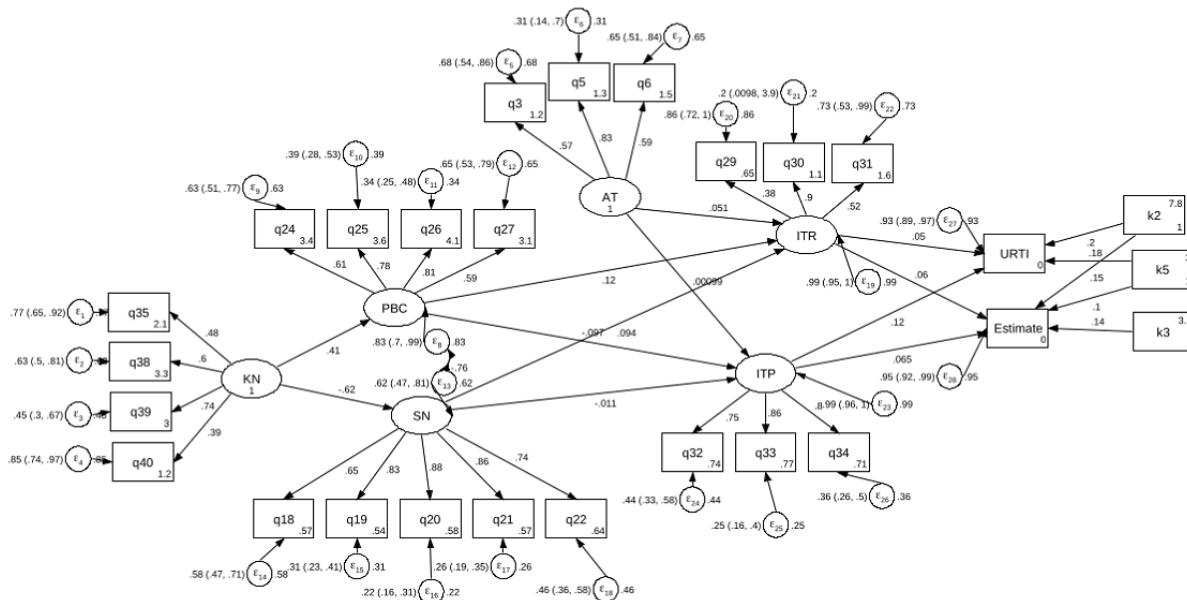 .31 (.14, .7) ε6 .31
.65 (.51, .84) ε7 .65
.68 (.54, .86) ε5 .68
q3 1.2
q5 1.3
q6 1.5
.57
.83
.59
AT 1
.2 (.0098, 3.9) ε21 .2
.86 (.72, 1) ε20 .86
.73 (.53, .99) ε22 .73
q29 .65
q30 1.1
q31 1.6
.38
.9
.52
.051
ITR
.39 (.28, .53) ε10 .39
.34 (.25, .48) ε11 .34
.65 (.53, .79) ε12 .65
.63 (.51, .77) ε9 .63
q24 3.4
q25 3.6
q26 4.1
q27 3.1
.61
.78
.81
.59
PBC
.12
.00099
.99 (.95, 1) ε19 .99
.93 (.89, .97) ε27 .93
.05
.06
URTI 0
k2 7.8 1
k5
k3 3.
.2
.18
.15
.1
.14
Estimate 0
.12
.065
.95 (.92, .99) ε28 .95
.77 (.65, .92) ε1
q35 2.1
.63 (.5, .81) ε2
q38 3.3
.45 (.3, .67) ε3
q39 3
.85 (.74, .97) ε4 .85
q40 1.2
.48
.6
.74
.39
KN 1
.41
-.62
.83 (.7, .99) ε8 .83
-.76
.62 (.47, .81) ε13 .62
SN
-.097
.094
-.011
ITP
.99 (.96, 1) ε23 .99
.75
.86
q32 .74
q33 .77
q34 .71
.44 (.33, .58) ε24 .44
.25 (.16, .4) ε25 .25
.36 (.26, .5) ε26 .36
.65
.83
.88
.86
.74
q18 .57
q19 .54
q20 .58
q21 .57
q22 .64
.58 (.47, .71) ε14 .58
.31 (.23, .41) ε15 .31
.22 (.16, .31) ε16 .22
.26 (.19, .35) ε17 .26
.46 (.36, .58) ε18 .46